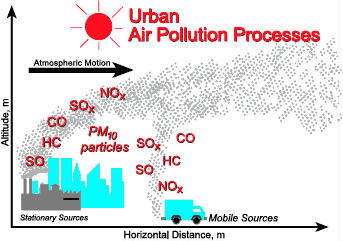 Urban
Air Pollution Processes
Atmospheric Motion
NOx
SOx
CO
HC
SO
PM10
particles
SOx
CO
HC
SO
NOx
Stationary Sources
Mobile Sources
Altitude, m
Horizontal Distance, m